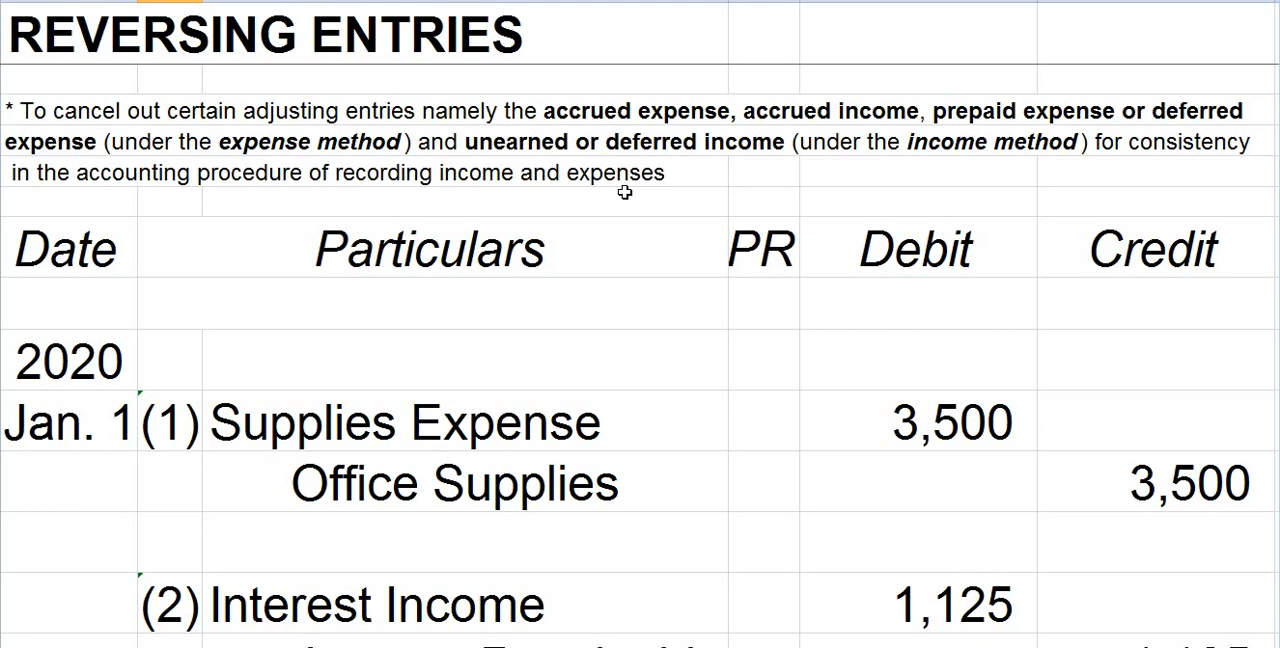 REVERSING ENTRIES
* To cancel out certain adjusting entries namely the accrued expense, accrued income, prepaid expense or deferred
expense (under the expense method) and unearned or deferred income (under the income method) for consistency
in the accounting procedure of recording income and expenses
Date Particulars PR Debit Credit
2020
Jan. 1 (1) Supplies Expense 3,500
Office Supplies 3,500
(2) Interest Income 1,125